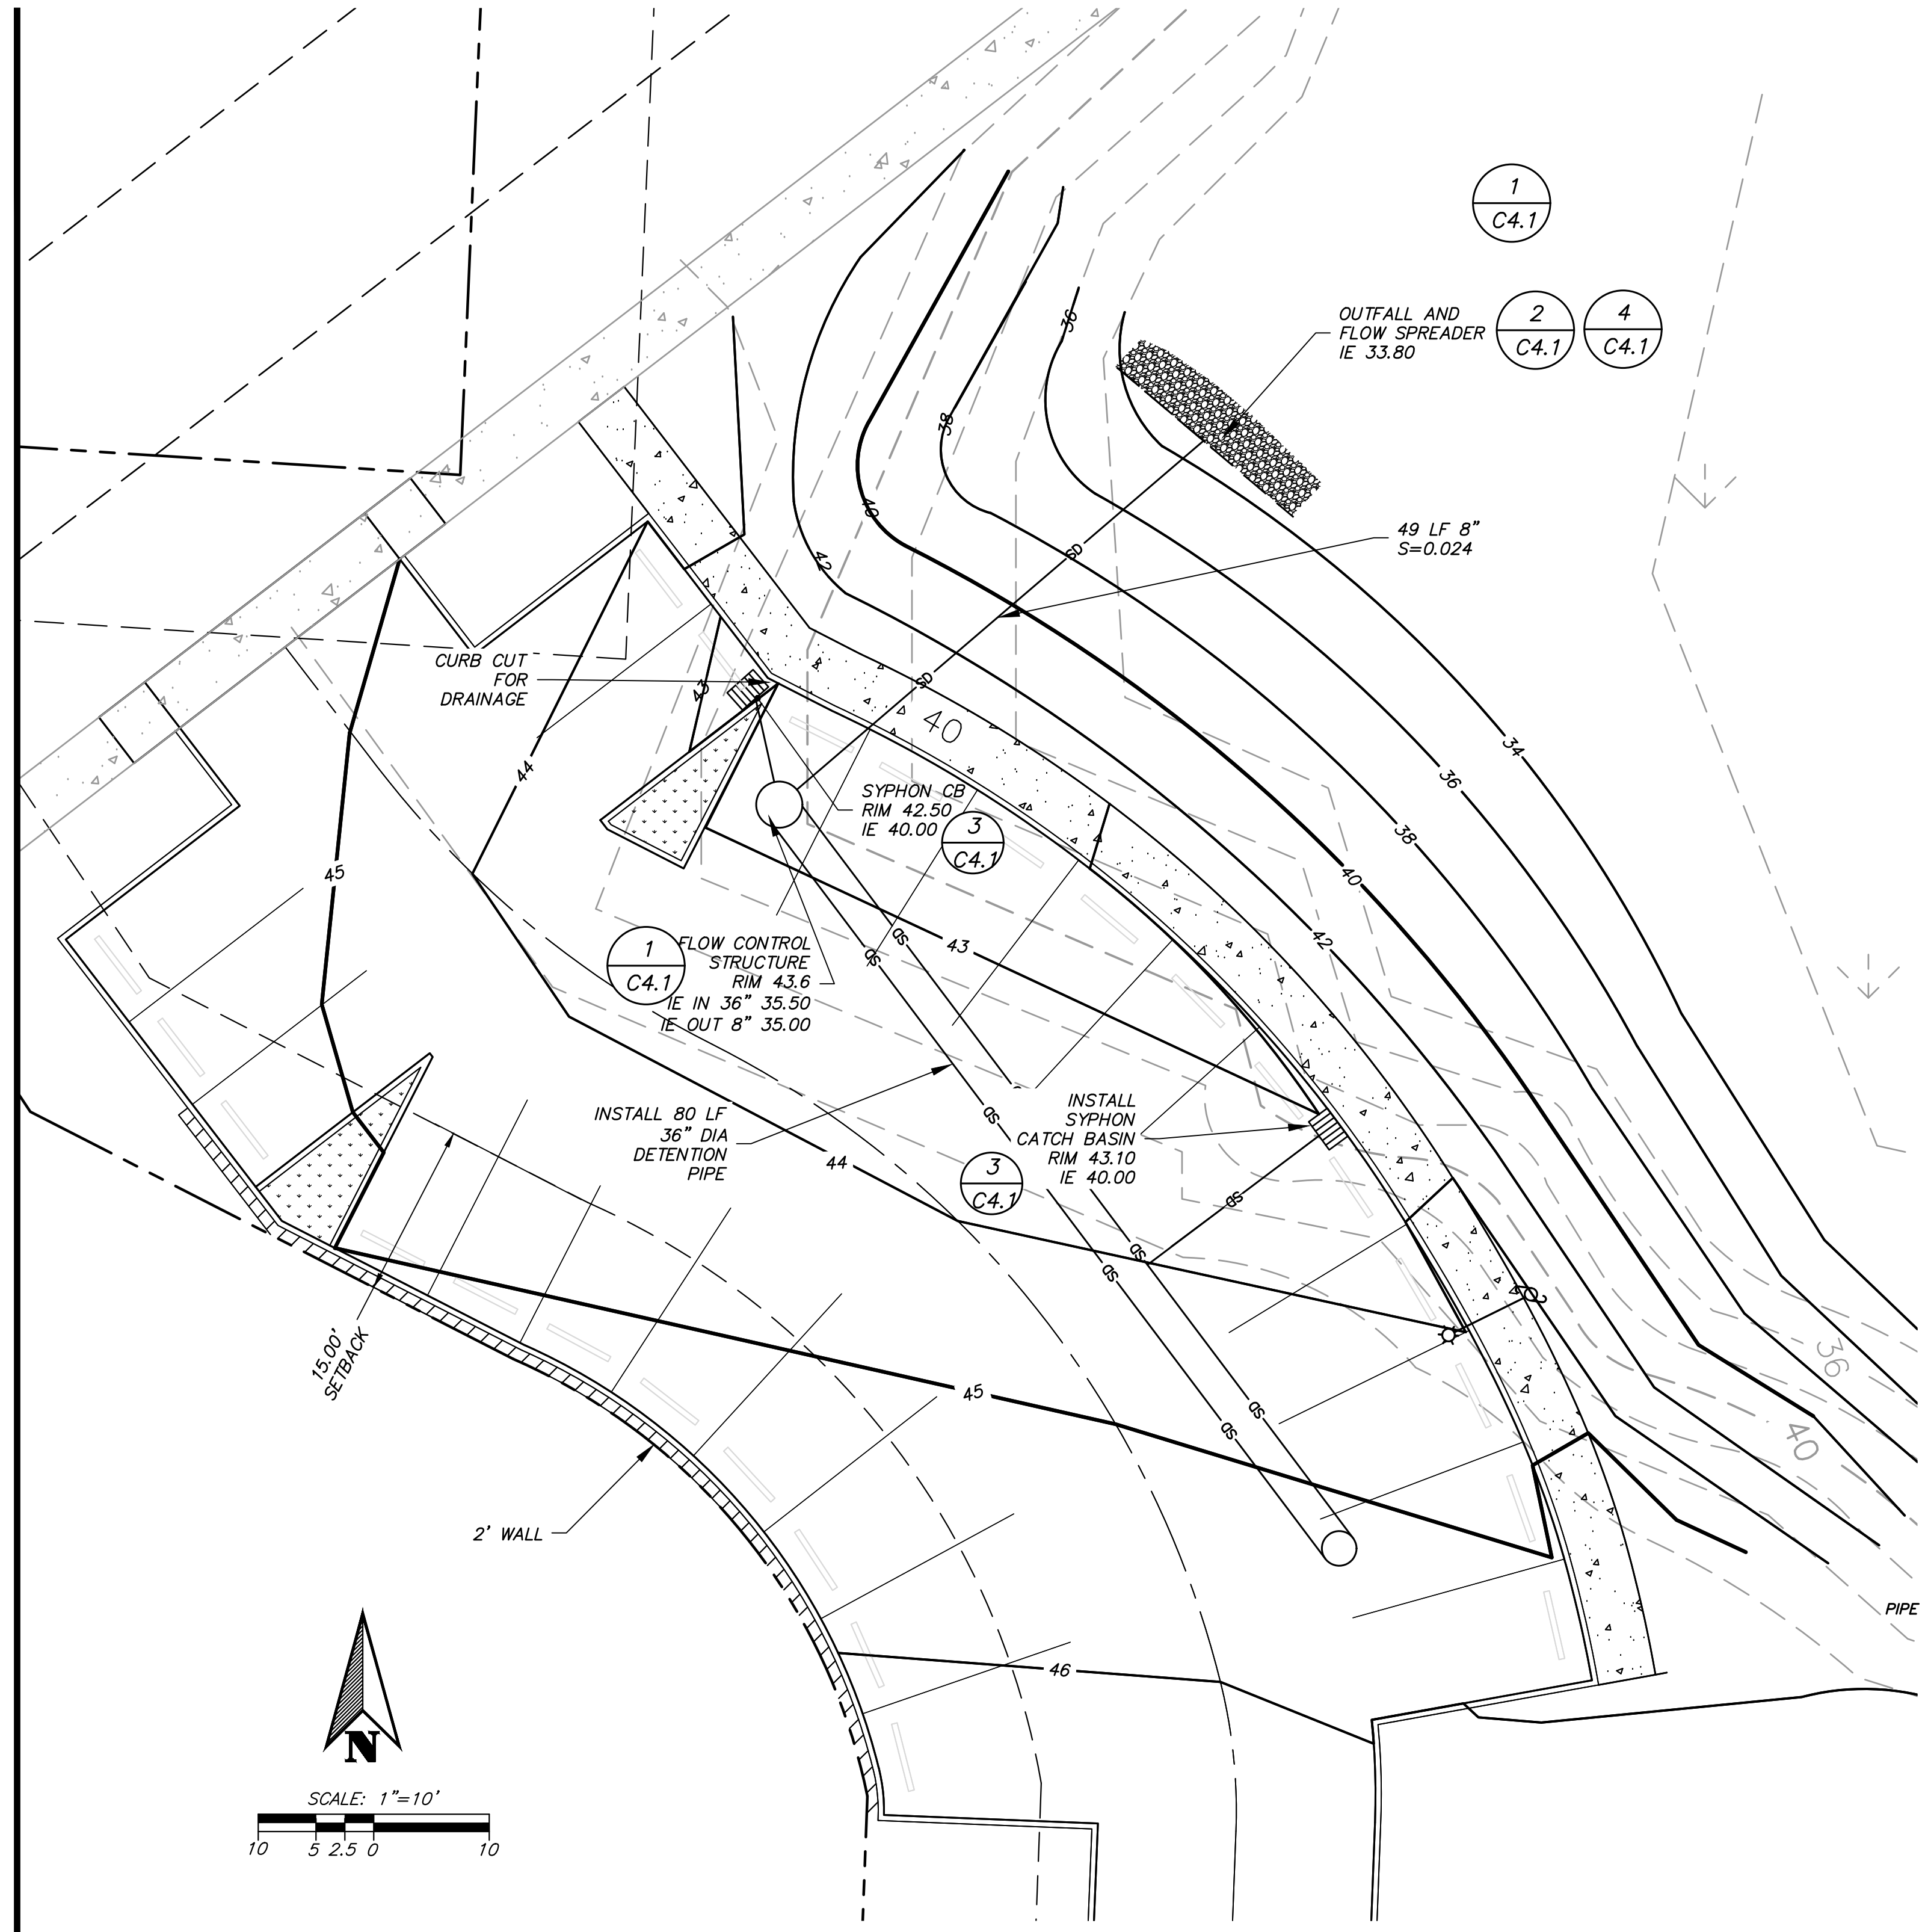 1
C4.1
OUTFALL AND
FLOW SPREADER
IE 33.80
2
C4.1
4
C4.1
36
38
40
42
SD
49 LF 8"
S=0.024
CURB CUT
FOR
DRAINAGE
43
SD
40
44
34
36
38
40
42
45
SYPHON CB
RIM 42.50
IE 40.00
3
C4.1
1
C4.1
FLOW CONTROL
STRUCTURE
RIM 43.6
IE IN 36" 35.50
IE OUT 8" 35.00
SD
SD
43
INSTALL 80 LF
36" DIA
DETENTION
PIPE
SD
INSTALL
SYPHON
CATCH BASIN
RIM 43.10
IE 40.00
3
C4.1
44
SD
SD
SD
15.00'
SETBACK
45
SD
SD
36
40
2' WALL
PIPE
46
N
SCALE: 1"=10'
10 5 2.5 0 10